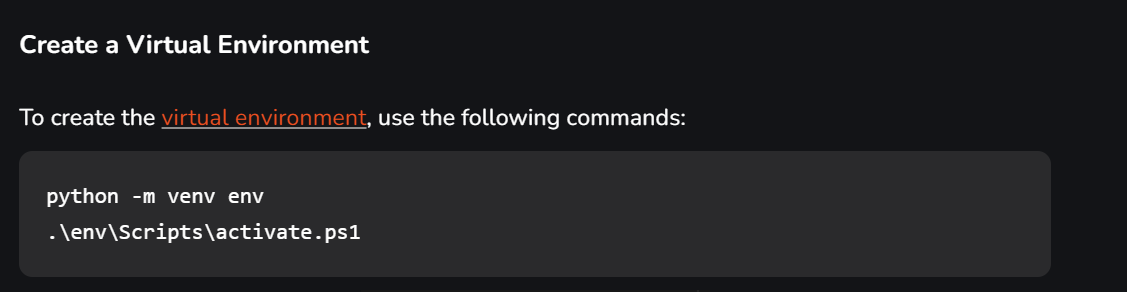 Create a Virtual Environment
To create the virtual environment, use the following commands:
python -m venv env
.\env\Scripts\activate.ps1